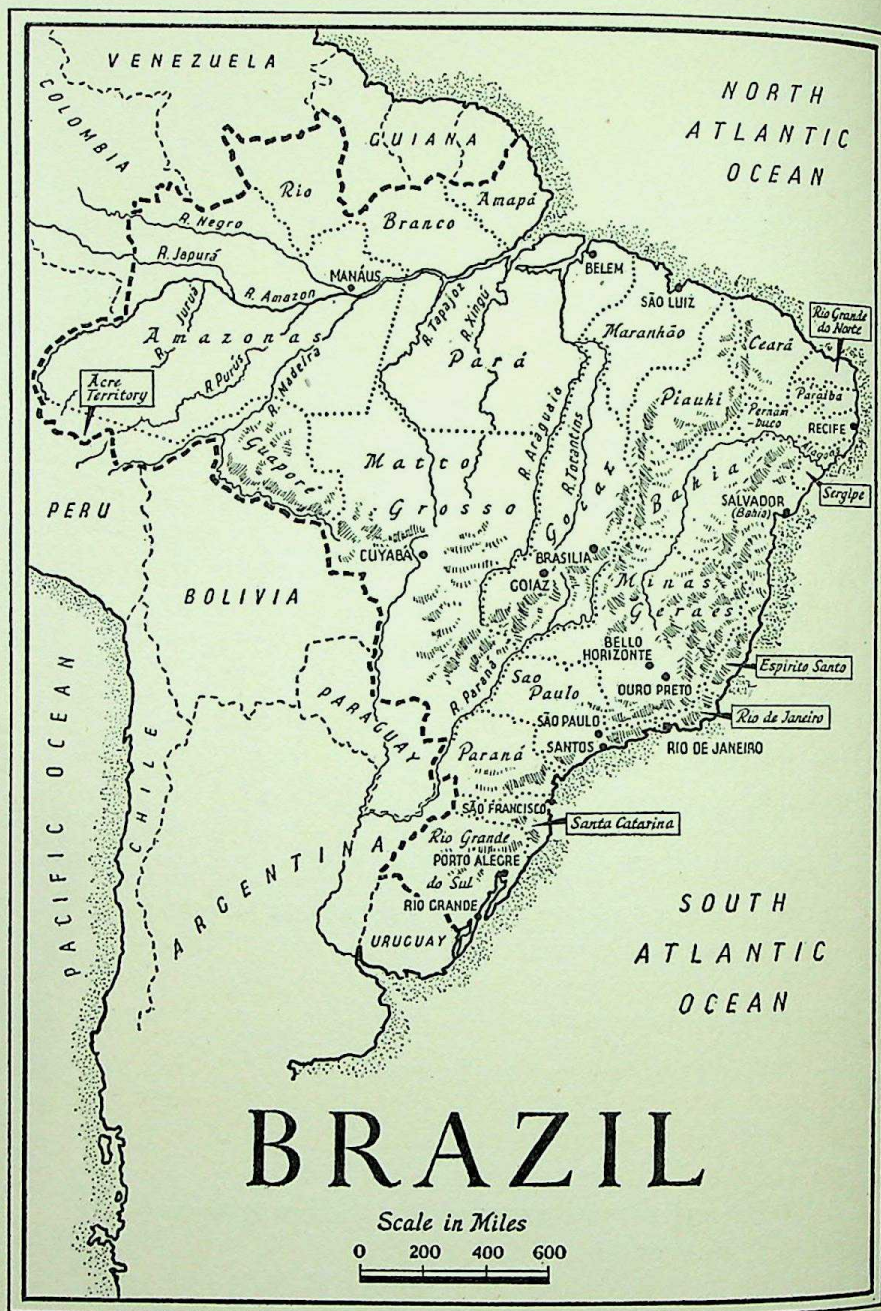 VENEZUELA
COLOMBIA
GUIANA
NORTH
ATLANTIC
OCEAN
Rio
Branco
Amapá
R. Negro
R. Japurá
R. Amazon
MANÁUS
BELEM
SÃO LUIZ
R. Juruá
Amazonas
R. Purús
R. Madeira
R. Tapajoz
R. Xingú
Pará
Maranhão
Ceará
Rio Grande
do Norte
Acre
Territory
Piauhi
Paraíba
Pernam-
buco
RECIFE
Alagoas
Guaporé
Matto
Grosso
R. Araguaia
R. Tocantins
Goiaz
Bahia
Sergipe
SALVADOR
(Bahia)
PERU
CUYABÁ
BRASILIA
GOIAZ
Minas
Geraes
BOLIVIA
BELLO
HORIZONTE
OURO PRETO
Espirito Santo
PARAGUAY
R. Paraná
Sao
Paulo
SÃO PAULO
SANTOS
Rio de Janeiro
RIO DE JANEIRO
Paraná
SÃO FRANCISCO
Santa Catarina
PACIFIC OCEAN
CHILE
ARGENTINA
Rio Grande
PORTO ALEGRE
do Sul
RIO GRANDE
URUGUAY
SOUTH
ATLANTIC
OCEAN
BRAZIL
Scale in Miles
0 200 400 600